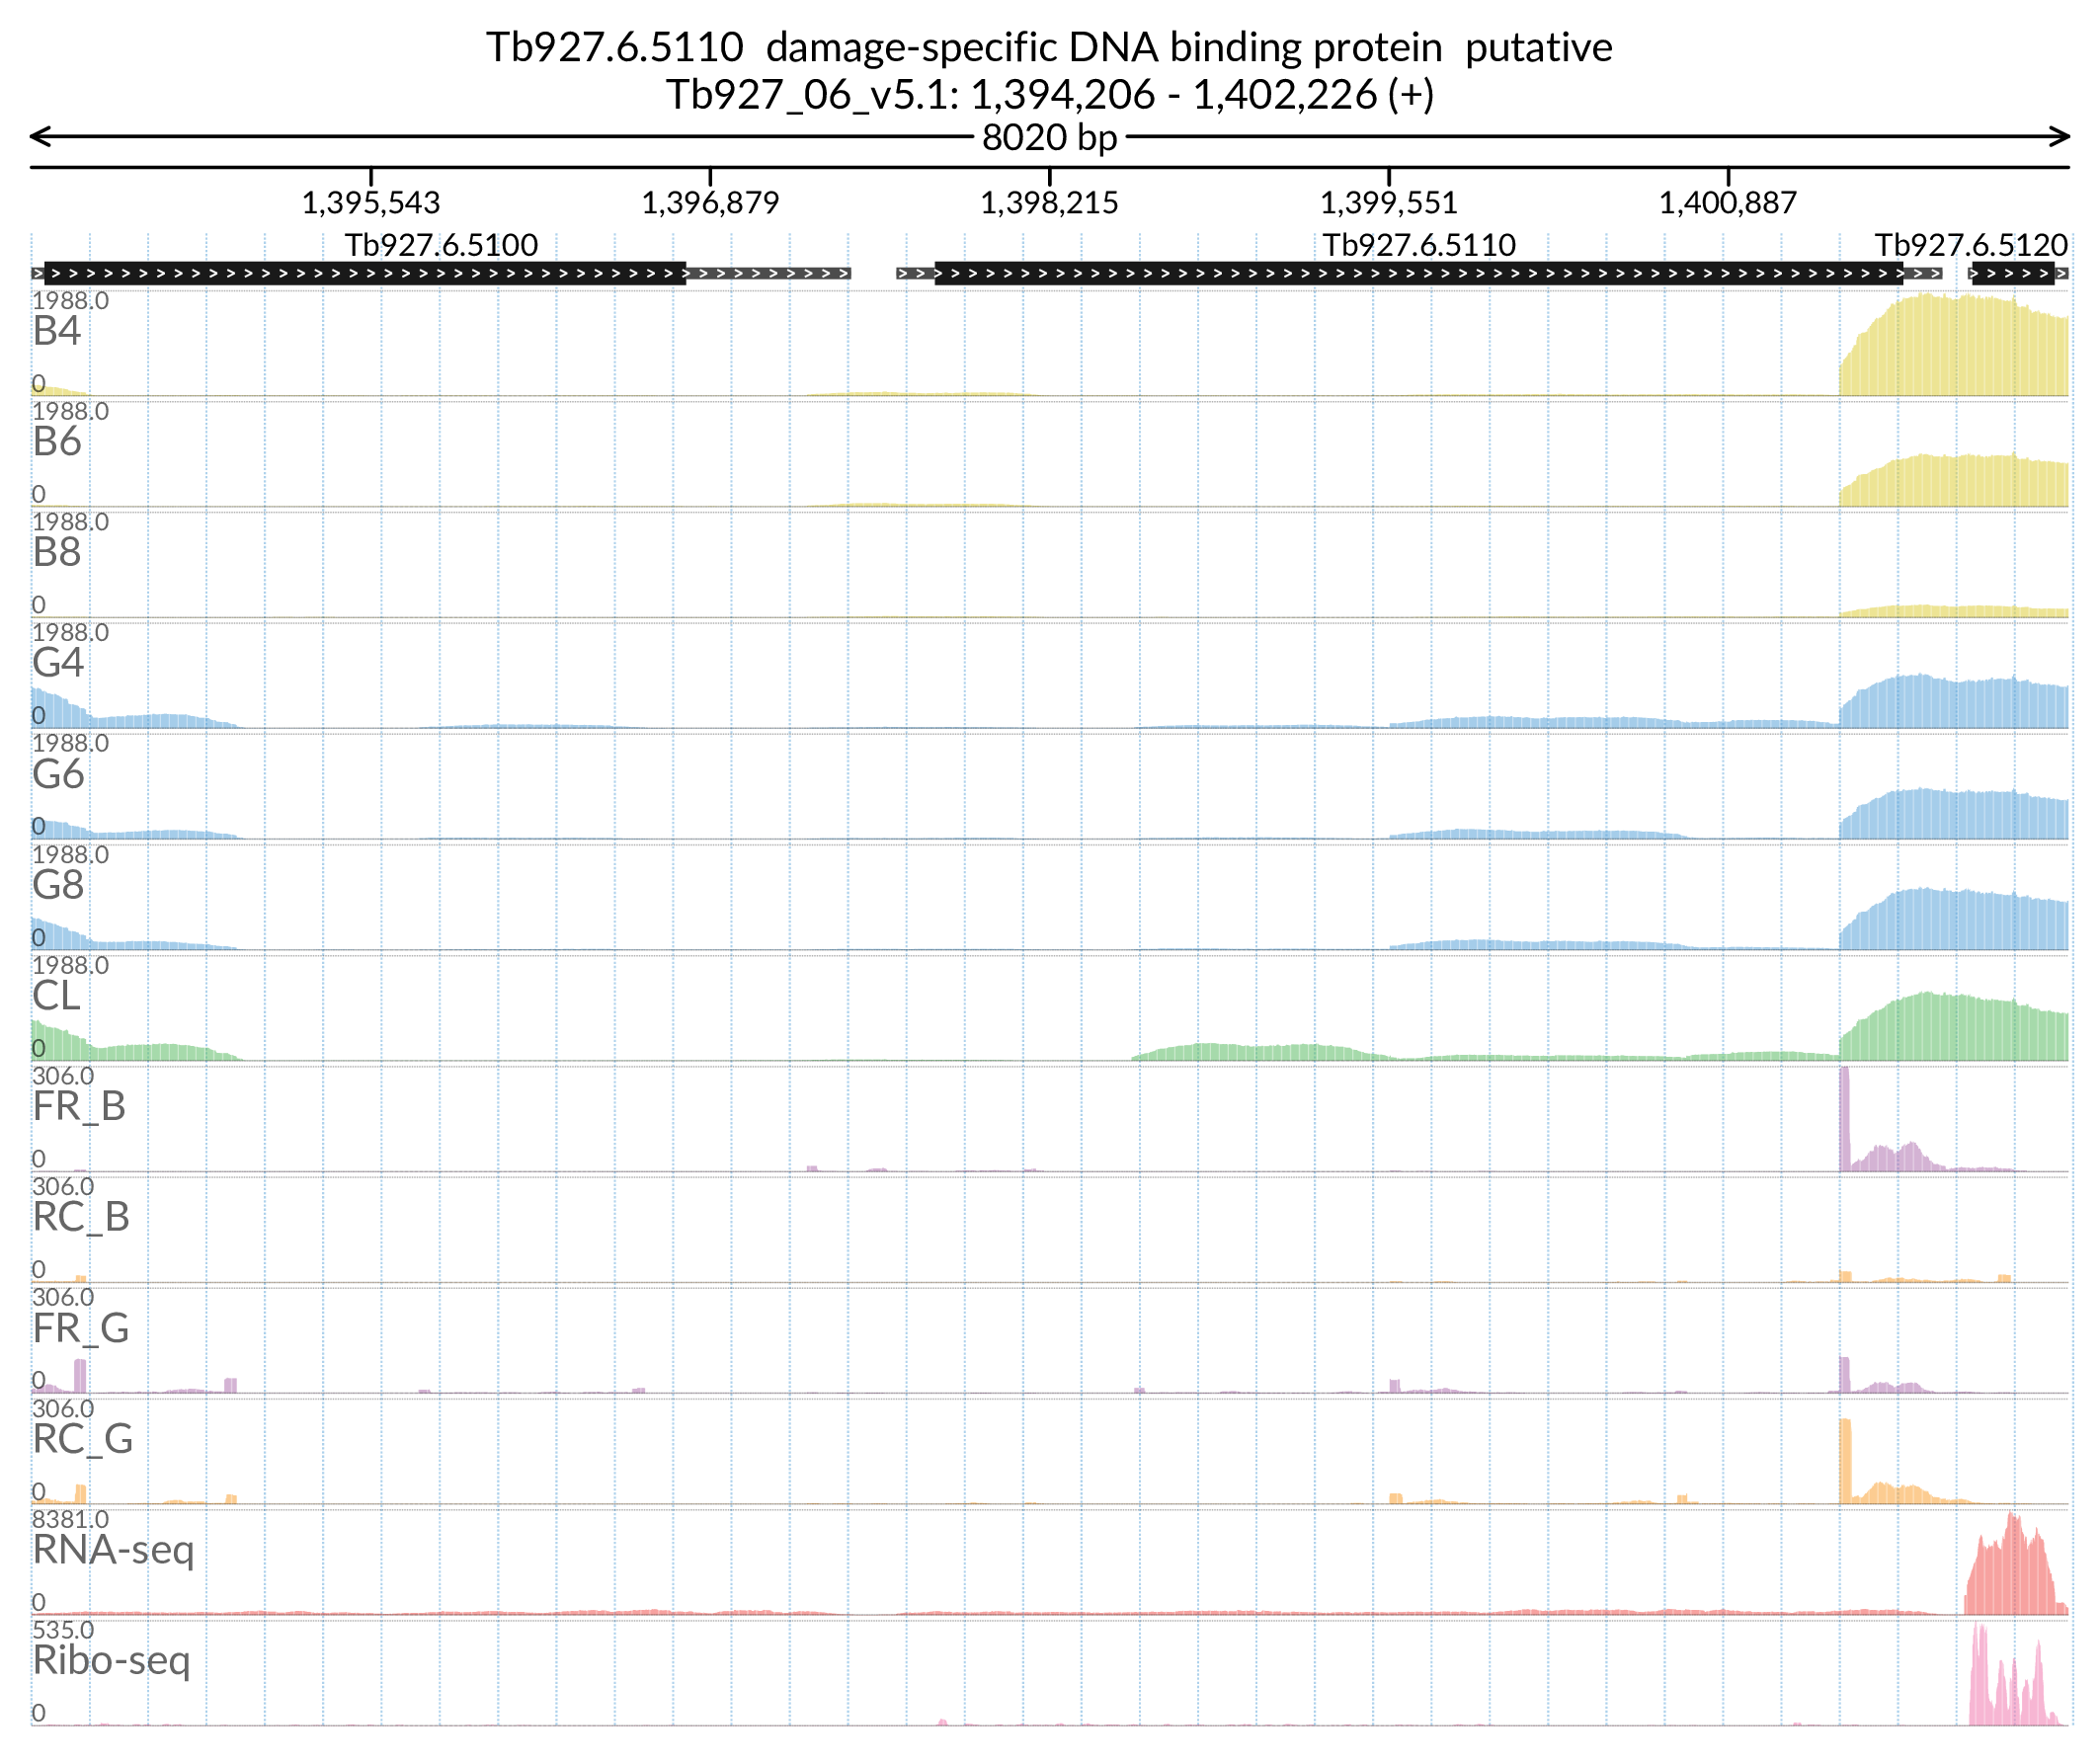 Tb927.6.5110  damage-specific DNA binding protein  putative
Tb927_06_v5.1: 1,394,206 - 1,402,226 (+)
8020 bp
1,395,543 1,396,879 1,398,215 1,399,551 1,400,887
Tb927.6.5100 Tb927.6.5110 Tb927.6.5120
1988.0
B4
0
1988.0
B6
0
1988.0
B8
0
1988.0
G4
0
1988.0
G6
0
1988.0
G8
0
1988.0
CL
0
306.0
FR_B
0
306.0
RC_B
0
306.0
FR_G
0
306.0
RC_G
0
8381.0
RNA-seq
0
535.0
Ribo-seq
0